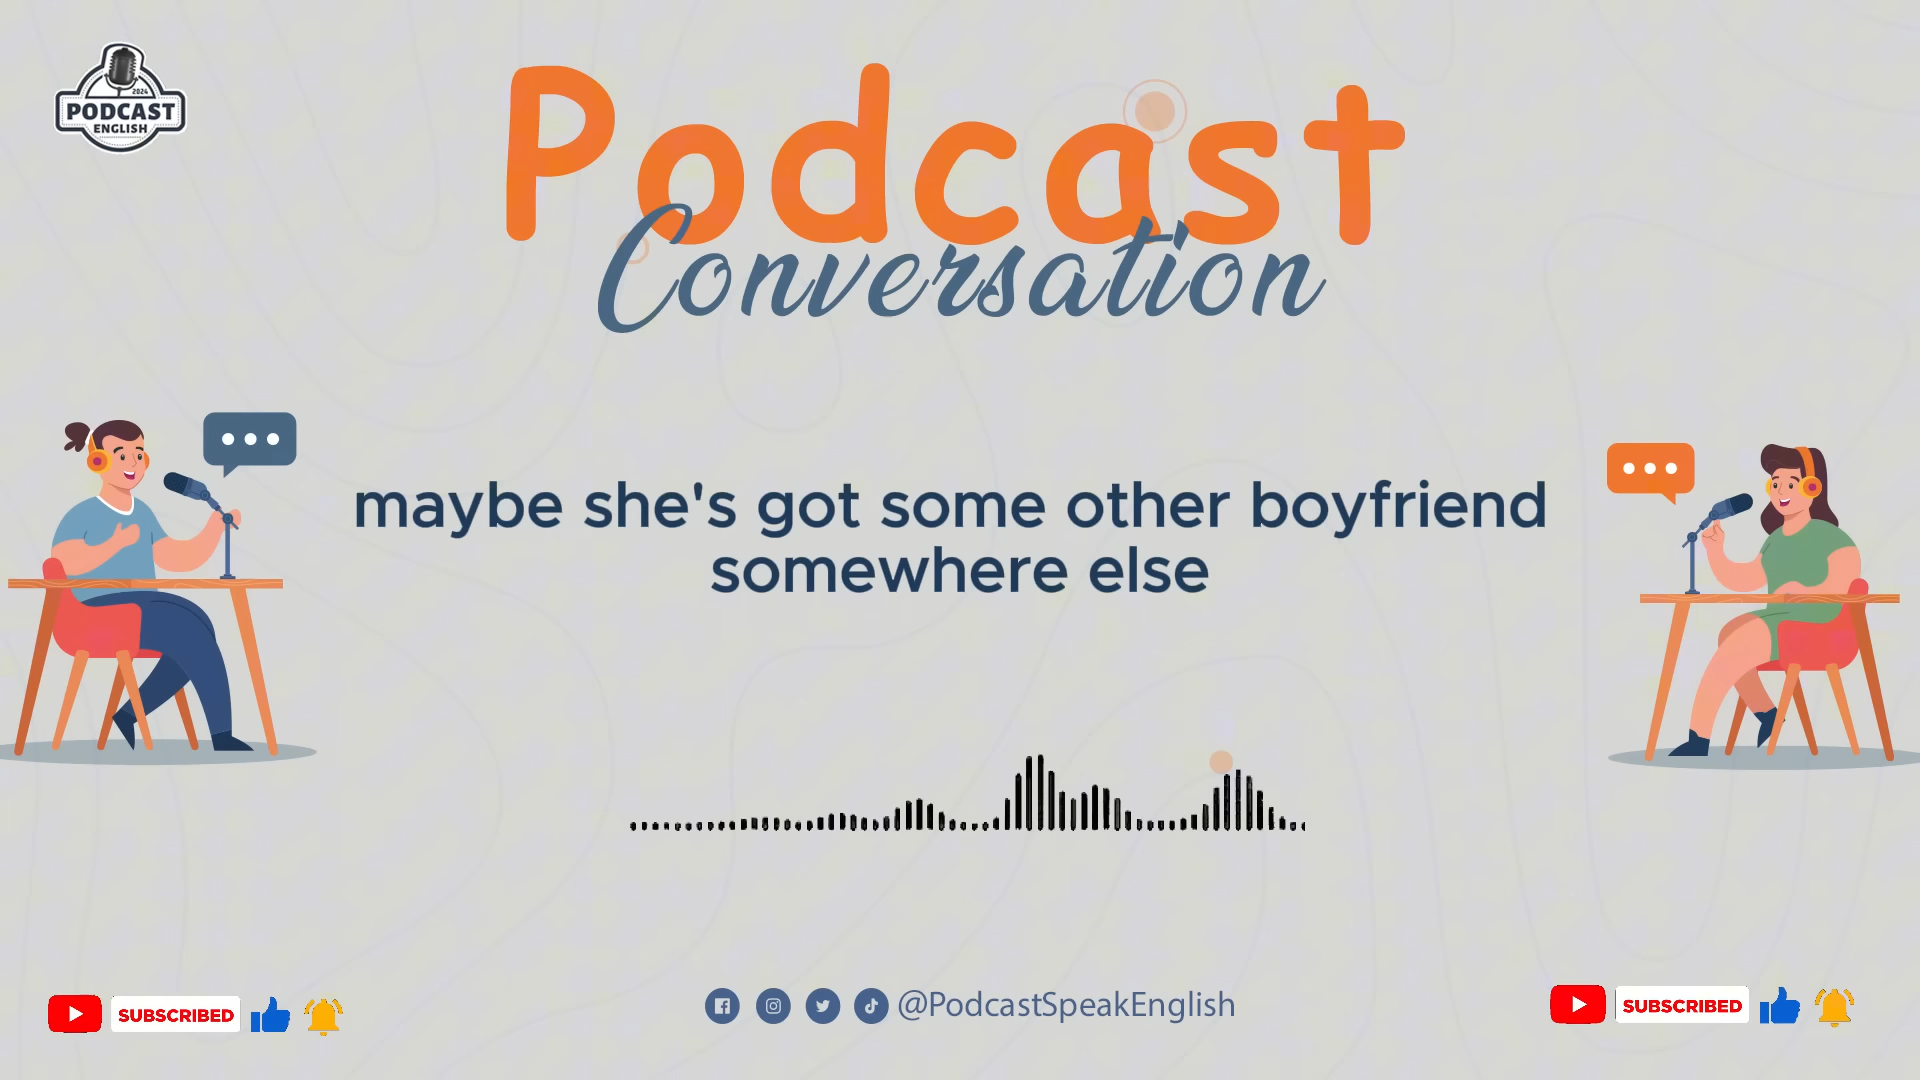 2024
PODCAST
ENGLISH
Podcast
Conversation
maybe she's got some other boyfriend
somewhere else
SUBSCRIBED
@PodcastSpeakEnglish
SUBSCRIBED